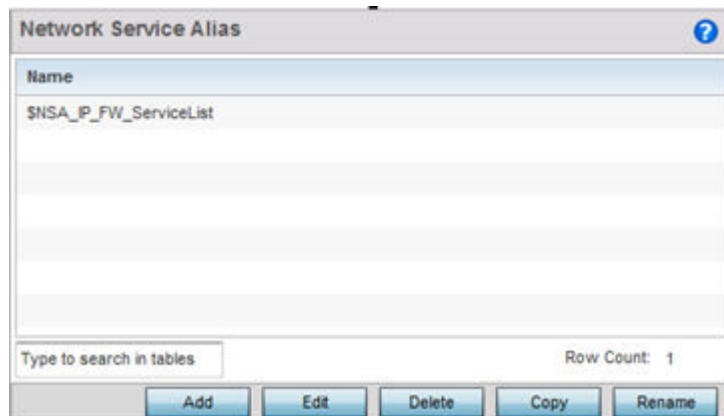 Network Service Alias
?
Name
$NSA_IP_FW_ServiceList
Type to search in tables Row Count: 1
Add Edit Delete Copy Rename